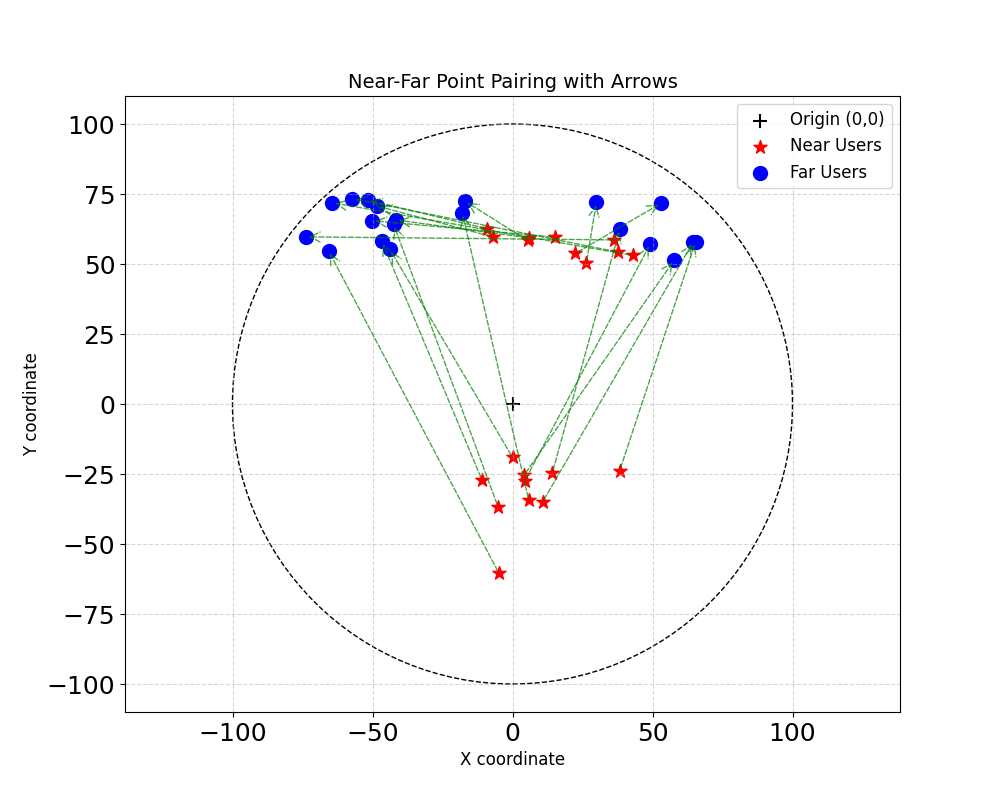 Near-Far Point Pairing with Arrows
Origin (0,0)
Near Users
Far Users
100
75
50
25
0
−25
−50
−75
−100
Y coordinate
−100
−50
0
50
100
X coordinate